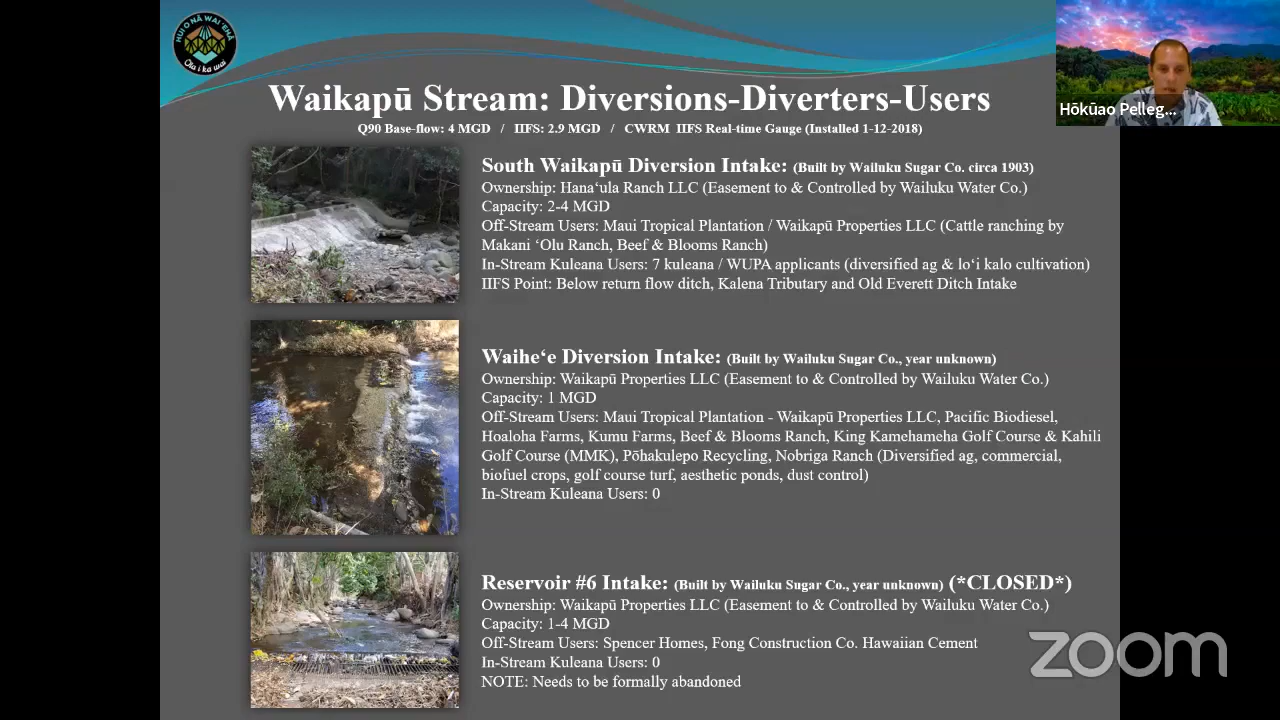 HUI O NĀ WAI ʻEHĀ
Ola i ka wai
Hōkūao Pelleg...
Waikapū Stream: Diversions-Diverters-Users
Q90 Base-flow: 4 MGD / IIFS: 2.9 MGD / CWRM IIFS Real-time Gauge (Installed 1-12-2018)
South Waikapū Diversion Intake: (Built by Wailuku Sugar Co. circa 1903)
Ownership: Hanaʻula Ranch LLC (Easement to & Controlled by Wailuku Water Co.)
Capacity: 2-4 MGD
Off-Stream Users: Maui Tropical Plantation / Waikapū Properties LLC (Cattle ranching by
Makani ʻOlu Ranch, Beef & Blooms Ranch)
In-Stream Kuleana Users: 7 kuleana / WUPA applicants (diversified ag & loʻi kalo cultivation)
IIFS Point: Below return flow ditch, Kalena Tributary and Old Everett Ditch Intake
Waiheʻe Diversion Intake: (Built by Wailuku Sugar Co., year unknown)
Ownership: Waikapū Properties LLC (Easement to & Controlled by Wailuku Water Co.)
Capacity: 1 MGD
Off-Stream Users: Maui Tropical Plantation - Waikapū Properties LLC, Pacific Biodiesel,
Hoaloha Farms, Kumu Farms, Beef & Blooms Ranch, King Kamehameha Golf Course & Kahili
Golf Course (MMK), Pōhakulepo Recycling, Nobriga Ranch (Diversified ag, commercial,
biofuel crops, golf course turf, aesthetic ponds, dust control)
In-Stream Kuleana Users: 0
Reservoir #6 Intake: (Built by Wailuku Sugar Co., year unknown) (*CLOSED*)
Ownership: Waikapū Properties LLC (Easement to & Controlled by Wailuku Water Co.)
Capacity: 1-4 MGD
Off-Stream Users: Spencer Homes, Fong Construction Co. Hawaiian Cement
In-Stream Kuleana Users: 0
NOTE: Needs to be formally abandoned
zoom